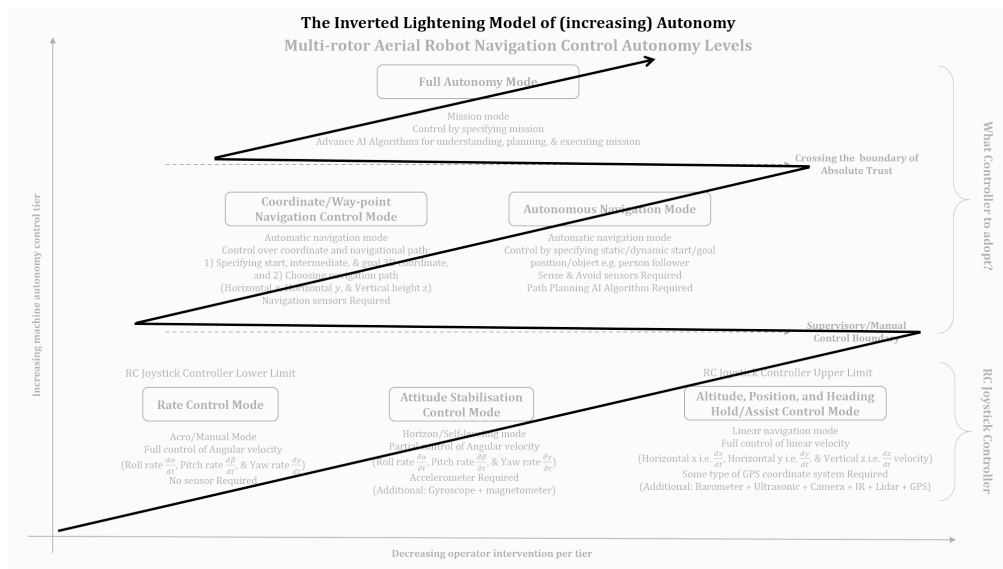 The Inverted Lightening Model of (increasing) Autonomy
Multi-rotor Aerial Robot Navigation Control Autonomy Levels
Full Autonomy Mode
Mission mode
Control by specifying mission
Advance AI Algorithms for understanding, planning, & executing mission
Crossing the boundary of
Absolute Trust
Coordinate/Way-point
Navigation Control Mode
Automatic navigation mode
Control over coordinate and navigational path:
1) Specifying start, intermediate, & goal 3D coordinate,
and 2) Choosing navigation path
(Horizontal x, Horizontal y, & Vertical height z)
Navigation sensors Required
Autonomous Navigation Mode
Automatic navigation mode
Control by specifying static/dynamic start/goal
position/object e.g. person follower
Sense & Avoid sensors Required
Path Planning AI Algorithm Required
What Controller to adopt?
Supervisory/Manual
Control Boundary
RC Joystick Controller Lower Limit
RC Joystick Controller Upper Limit
Rate Control Mode
Acro/Manual Mode
Full control of Angular velocity
(Roll rate dα/dt, Pitch rate dβ/dt, & Yaw rate dγ/dt)
No sensor Required
Attitude Stabilisation
Control Mode
Horizon/Self-leveling mode
Partial control of Angular velocity
(Roll rate ∂α/∂t, Pitch rate ∂β/∂t, & Yaw rate ∂γ/∂t)
Accelerometer Required
(Additional: Gyroscope + magnetometer)
Altitude, Position, and Heading
Hold/Assist Control Mode
Linear navigation mode
Full control of linear velocity
(Horizontal x i.e. dx/dt, Horizontal y i.e. dy/dt, & Vertical z i.e. dz/dt velocity)
Some type of GPS coordinate system Required
(Additional: Barometer + Ultrasonic + Camera + IR + Lidar + GPS)
RC Joystick Controller
Increasing machine autonomy control tier
Decreasing operator intervention per tier